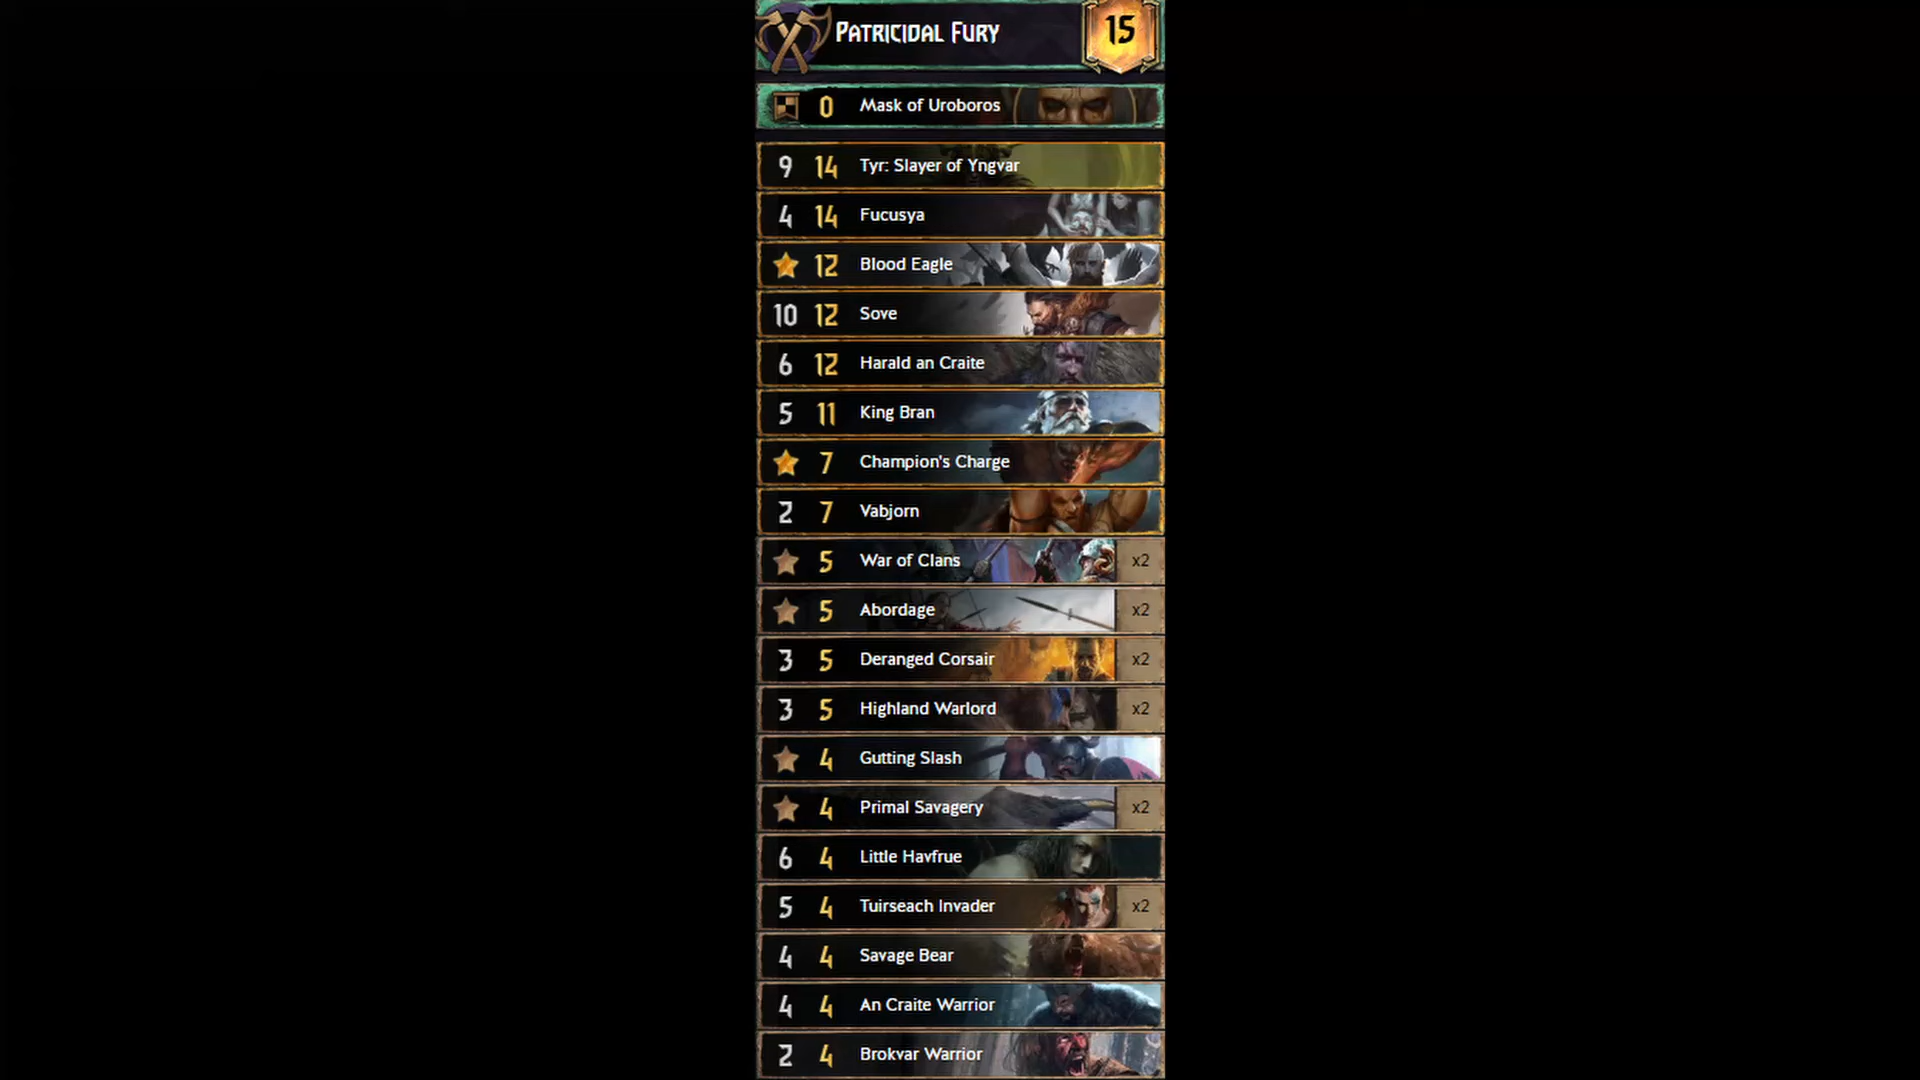 Patricidal Fury 15
0 Mask of Uroboros
9 14 Tyr: Slayer of Yngvar
4 14 Fucusya
12 Blood Eagle
10 12 Sove
6 12 Harald an Craite
5 11 King Bran
7 Champion's Charge
2 7 Vabjorn
5 War of Clans x2
5 Abordage x2
3 5 Deranged Corsair x2
3 5 Highland Warlord x2
4 Gutting Slash
4 Primal Savagery x2
6 4 Little Havfrue
5 4 Tuirseach Invader x2
4 4 Savage Bear
4 4 An Craite Warrior
2 4 Brokvar Warrior